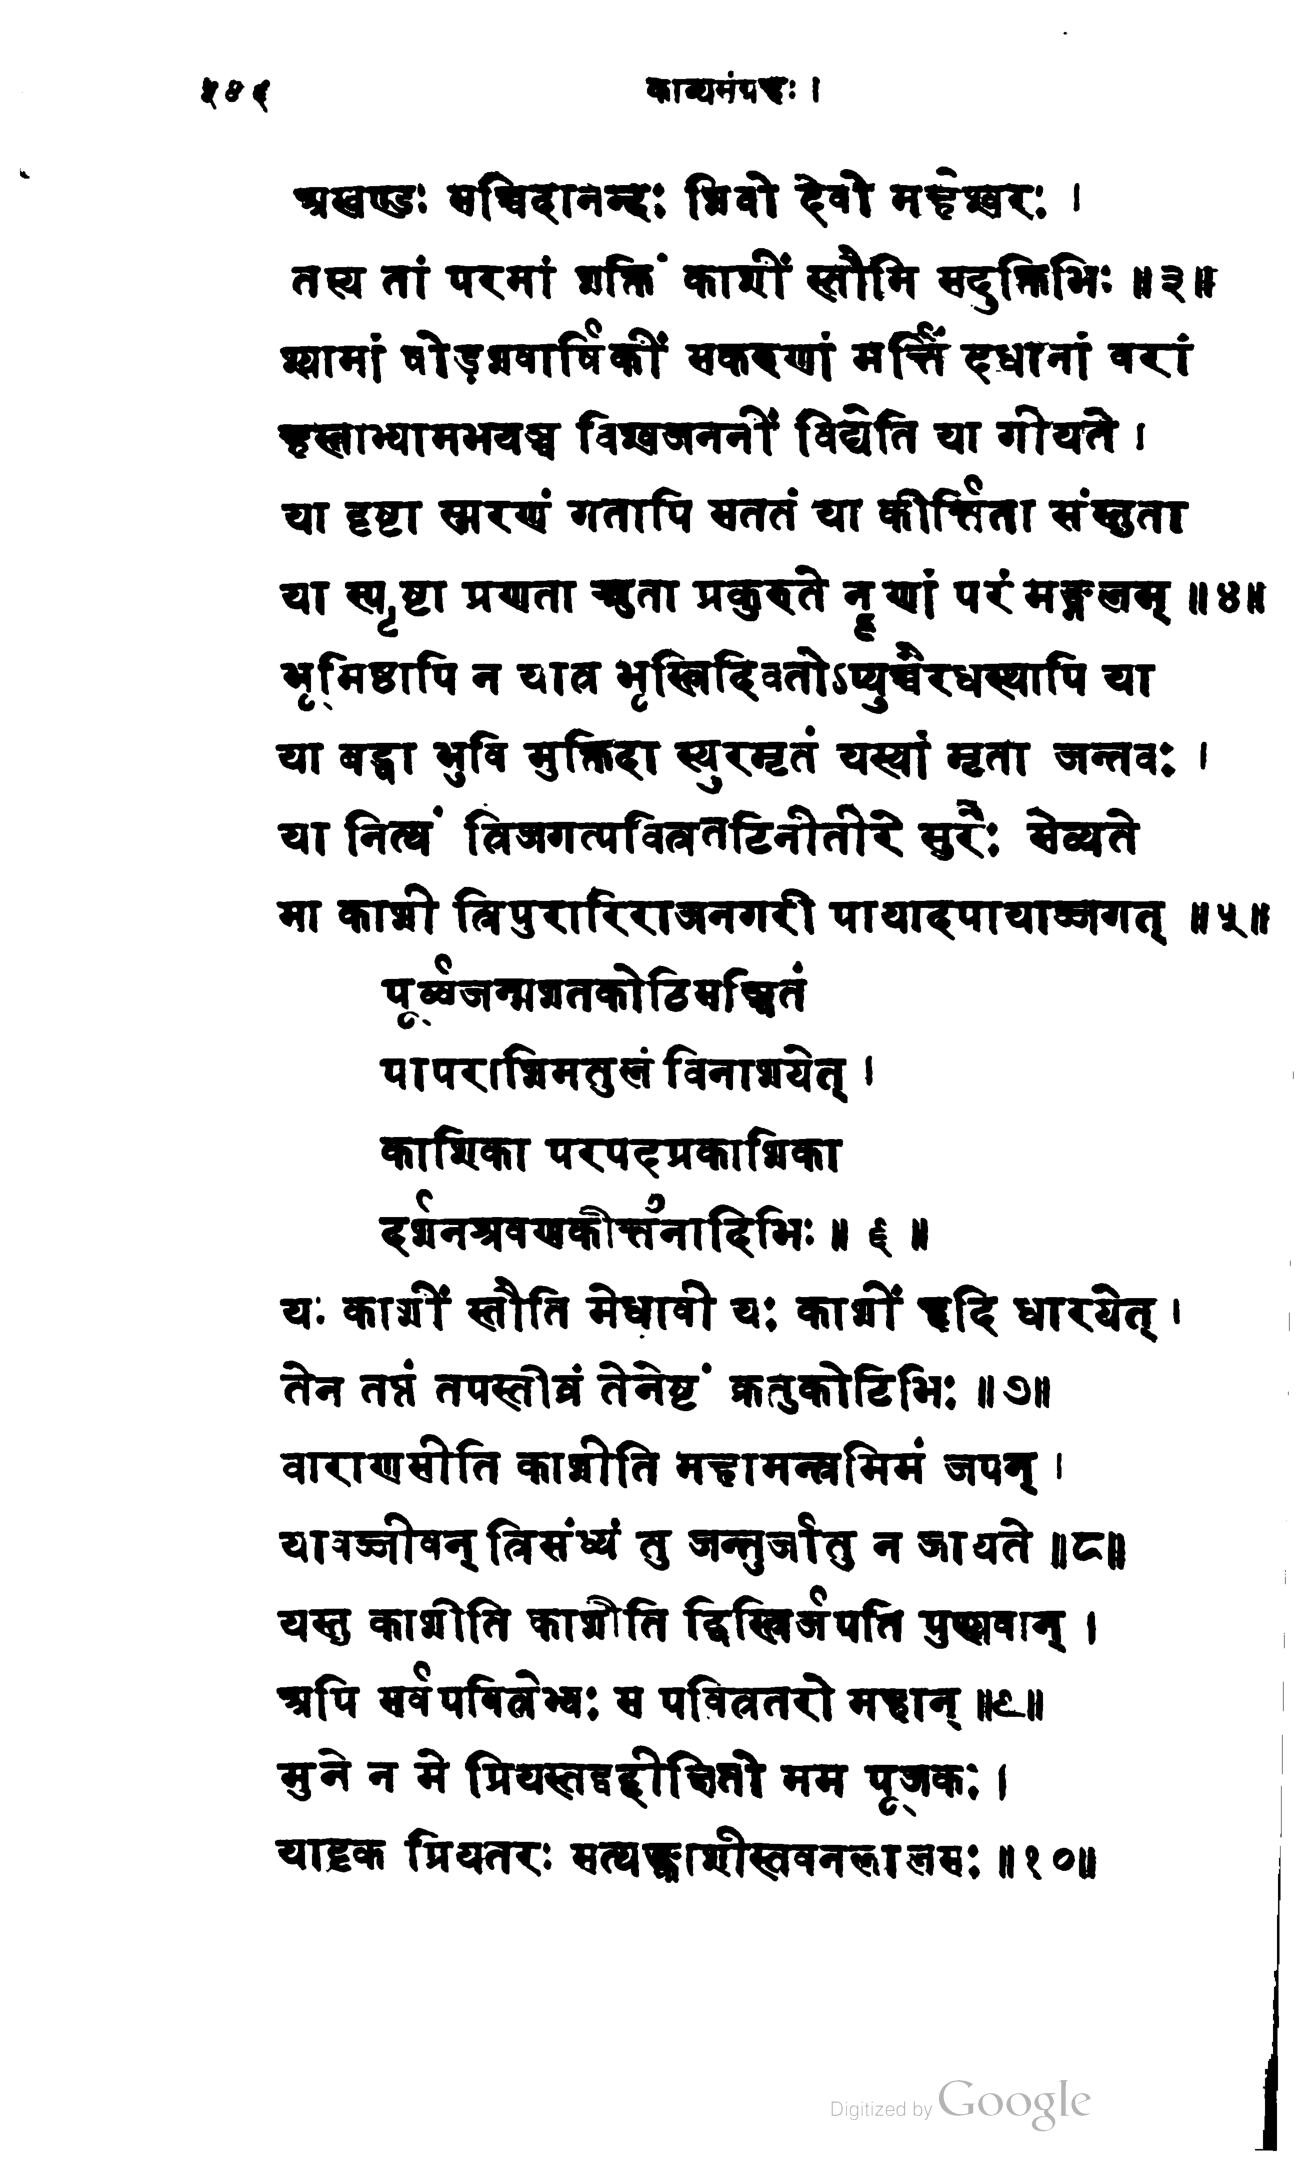 ५४६
काव्यसंग्रहः ।
अखण्डः सच्चिदानन्दः शिवो देवो महेश्वरः ।
तस्य तां परमां शक्तिं काशीं स्तौमि सदुक्तिभिः ॥३॥
श्यामां षोड़शवार्षिकीं सकरुणां मूर्त्तिं दधानां वरां
हस्ताभ्यामभयञ्च विश्वजननीं विद्येति या गीयते ।
या दृष्टा स्मरणं गतापि सततं या कीर्त्तिता संस्तुता
या स्पृष्टा प्रणता श्रुता प्रकुरुते नॄणां परं मङ्गलम् ॥४॥
भूमिष्ठापि न यात्र भूस्त्रिदिवतोऽप्युच्चैरधस्थापि या
या बद्धा भुवि मुक्तिदा स्युरमृतं यस्यां मृता जन्तवः ।
या नित्यं त्रिजगत्पवित्रतटिनीतीरे सुरैः सेव्यते
सा काशी त्रिपुरारिराजनगरी पायादपायाज्जगत् ॥५॥
पूर्व्वजन्मशतकोठिसञ्चितं
पापराशिमतुलं विनाशयेत् ।
काशिका परपदप्रकाशिका
दर्शनश्रवणकीर्त्तनादिभिः॥ ६ ॥
यः काशीं स्तौति मेधावी यः काशीं हृदि धारयेत् ।
तेन तप्तं तपस्तीव्रं तेनेष्टं क्रतुकोटिभिः ॥७॥
वाराणसीति काशीति महामन्त्रमिमं जपन् ।
यावज्जीवन् त्रिसंध्यं तु जन्तुर्जातु न जायते ॥८॥
यस्तु काशीति काशीति द्विस्त्रिर्जपति पुण्यवान् ।
अपि सर्वपवित्रेभ्यः स पवित्रतरो महान् ॥९॥
मुने न मे प्रियस्तद्वद्दीक्षितो मम पूजकः ।
यादृक प्रियतरः सत्यङ्काशीस्तवनलालसः ॥१०॥
Digitized by Google